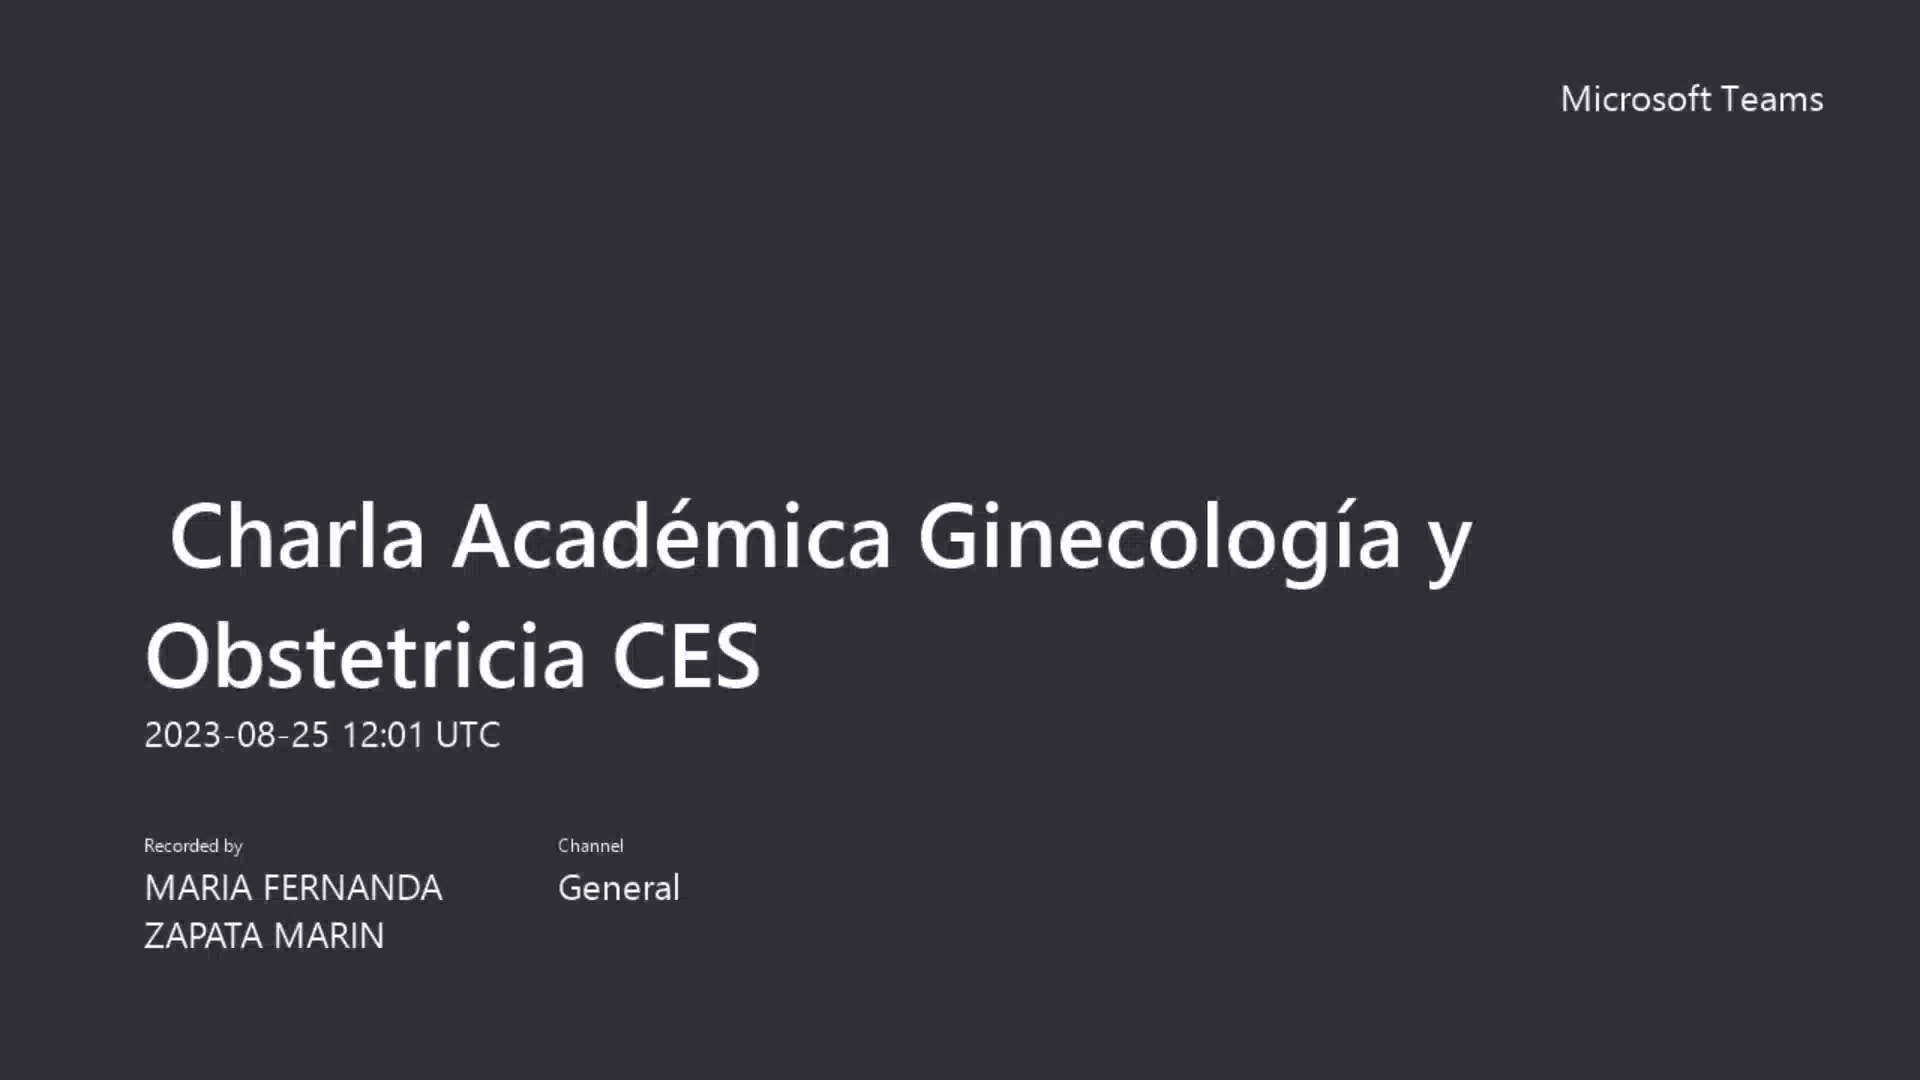 Microsoft Teams
Charla Académica Ginecología y
Obstetricia CES
2023-08-25 12:01 UTC
Recorded by
MARIA FERNANDA
ZAPATA MARIN
Channel
General